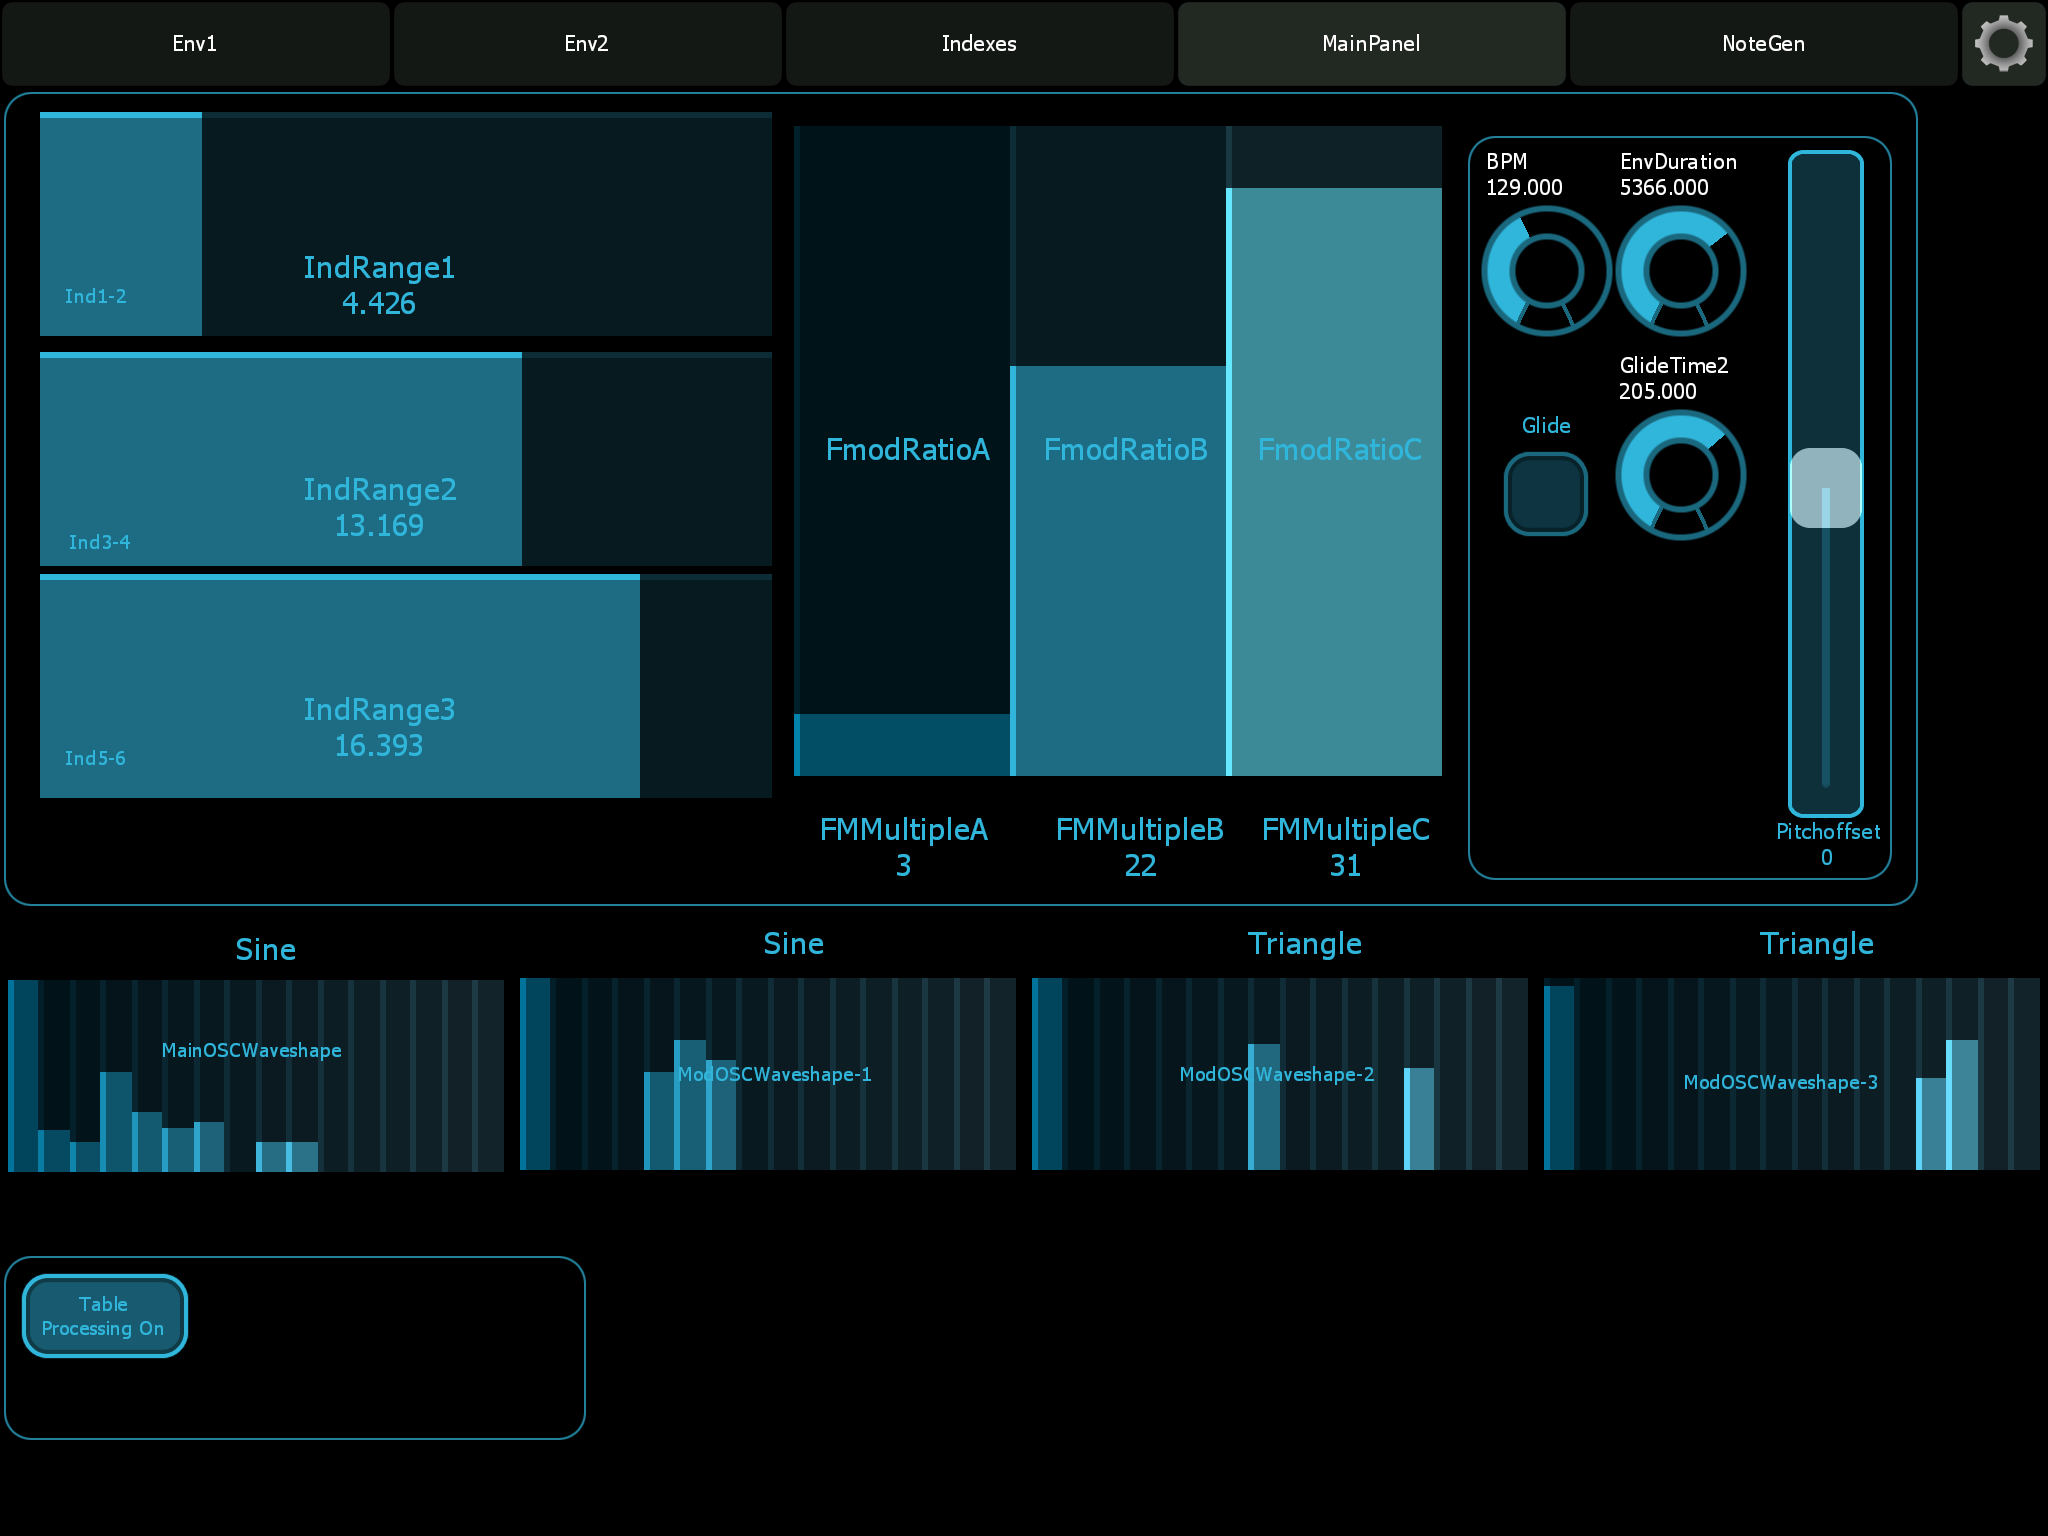 Env1
Env2
Indexes
MainPanel
NoteGen
IndRange1
4.426
Ind1-2
IndRange2
13.169
Ind3-4
IndRange3
16.393
Ind5-6
FmodRatioA
FmodRatioB
FmodRatioC
FMMultipleA
3
FMMultipleB
22
FMMultipleC
31
BPM
129.000
EnvDuration
5366.000
GlideTime2
205.000
Glide
Pitchoffset
0
Sine
Sine
Triangle
Triangle
MainOSCWaveshape
ModOSCWaveshape-1
ModOSCWaveshape-2
ModOSCWaveshape-3
Table
Processing On